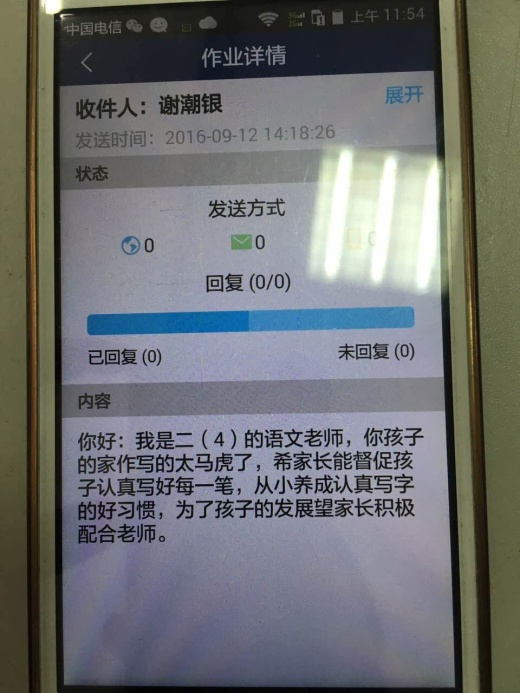 中国电信 上午 11:54
作业详情
收件人：谢潮银 展开
发送时间：2016-09-12 14:18:26
状态
发送方式
0 0
回复 (0/0)
已回复 (0) 未回复 (0)
内容
你好：我是二（4）的语文老师，你孩子
的家作写的太马虎了，希家长能督促孩
子认真写好每一笔，从小养成认真写字
的好习惯，为了孩子的发展望家长积极
配合老师。